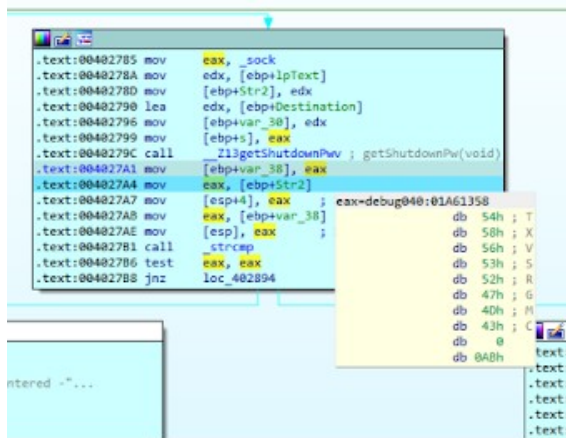 .text:00402785 mov eax, _sock
.text:0040278A mov edx, [ebp+lpText]
.text:0040278D mov [ebp+Str2], edx
.text:00402790 lea edx, [ebp+Destination]
.text:00402796 mov [ebp+var_30], edx
.text:00402799 mov [ebp+s], eax
.text:0040279C call __Z13getShutdownPwv ; getShutdownPw(void)
.text:004027A1 mov [ebp+var_38], eax
.text:004027A4 mov eax, [ebp+Str2]
.text:004027A7 mov [esp+4], eax ;
.text:004027AB mov eax, [ebp+var_38]
.text:004027AE mov [esp], eax ;
.text:004027B1 call _strcmp
.text:004027B6 test eax, eax
.text:004027B8 jnz loc_402894
eax=debug040:01A61358
db 54h ; T
db 58h ; X
db 56h ; V
db 53h ; S
db 52h ; R
db 47h ; G
db 4Dh ; M
db 43h ; C
db 0
db 0ABh
ntered -"...
text
.text
.text
.text
.text
.text